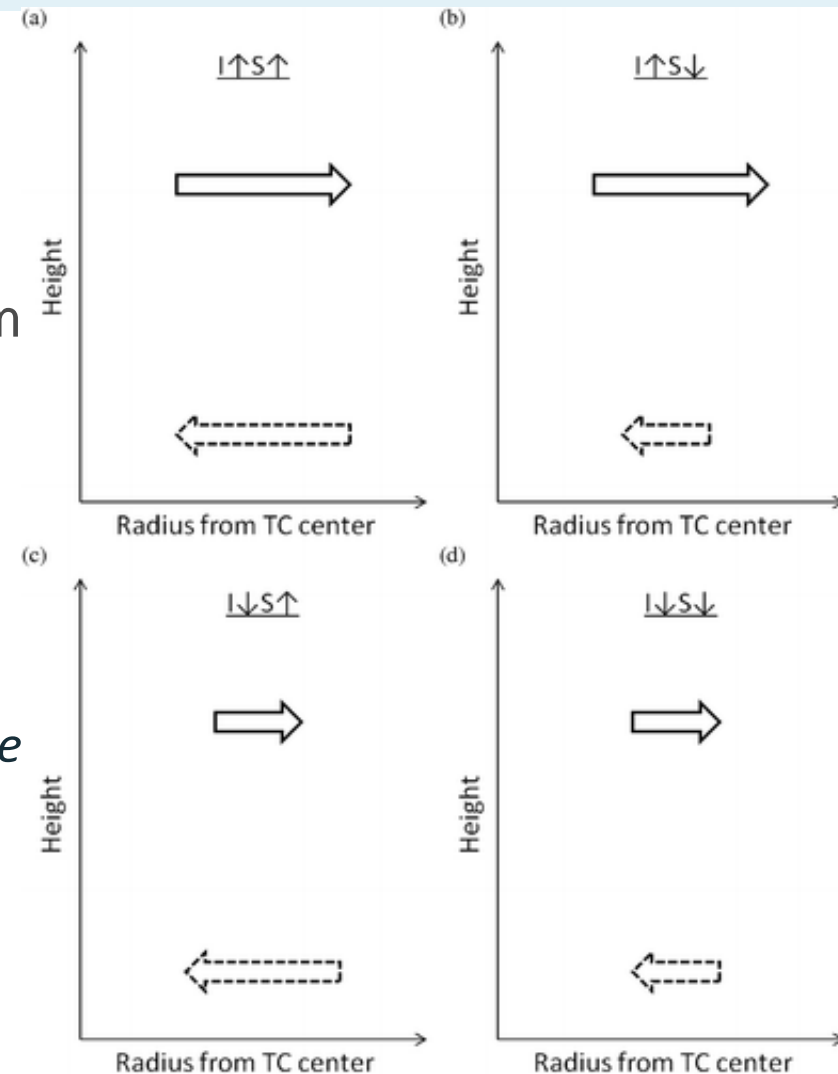 (a)
I↑S↑
Height
Radius from TC center
(b)
I↑S↓
Height
Radius from TC center
(c)
I↓S↑
Height
Radius from TC center
(d)
I↓S↓
Height
Radius from TC center
e